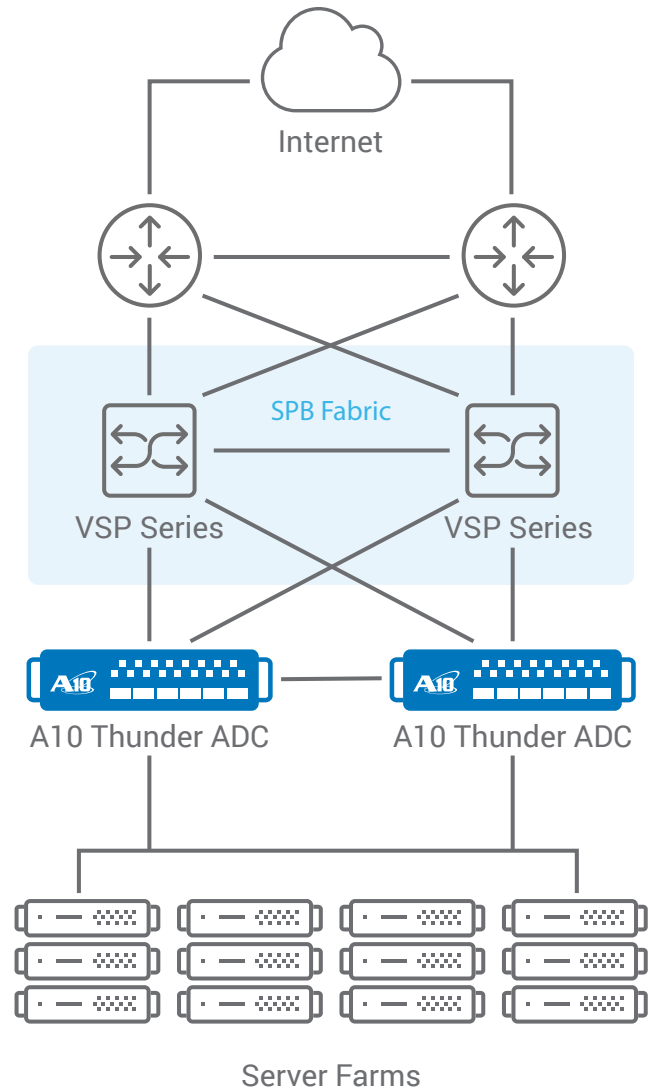 Internet
SPB Fabric
VSP Series
VSP Series
A10
A10
A10 Thunder ADC
A10 Thunder ADC
Server Farms